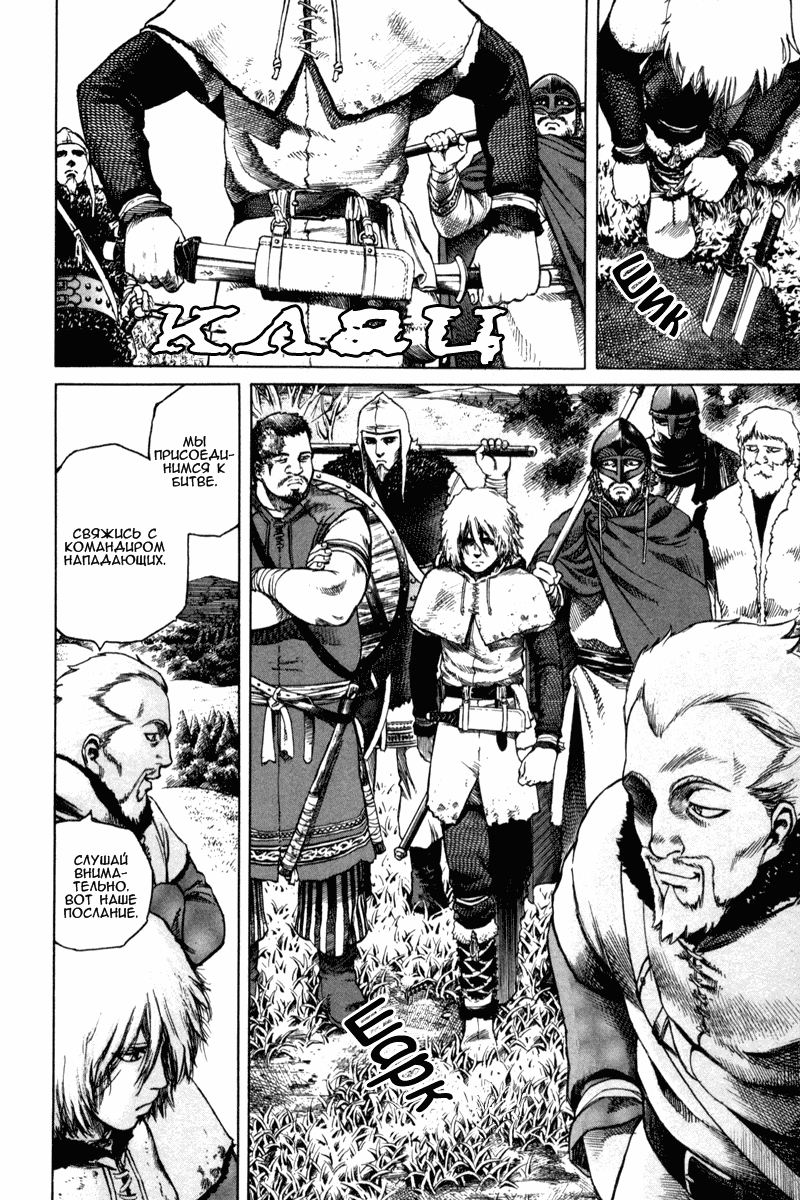 ШИК
КЛАЦ
ШАРК
МЫ
ПРИСОЕДИ-
НИМСЯ К
БИТВЕ.
СВЯЖИСЬ С
КОМАНДИРОМ
НАПАДАЮЩИХ.
СЛУШАЙ
ВНИМА-
ТЕЛЬНО.
ВОТ НАШЕ
ПОСЛАНИЕ.